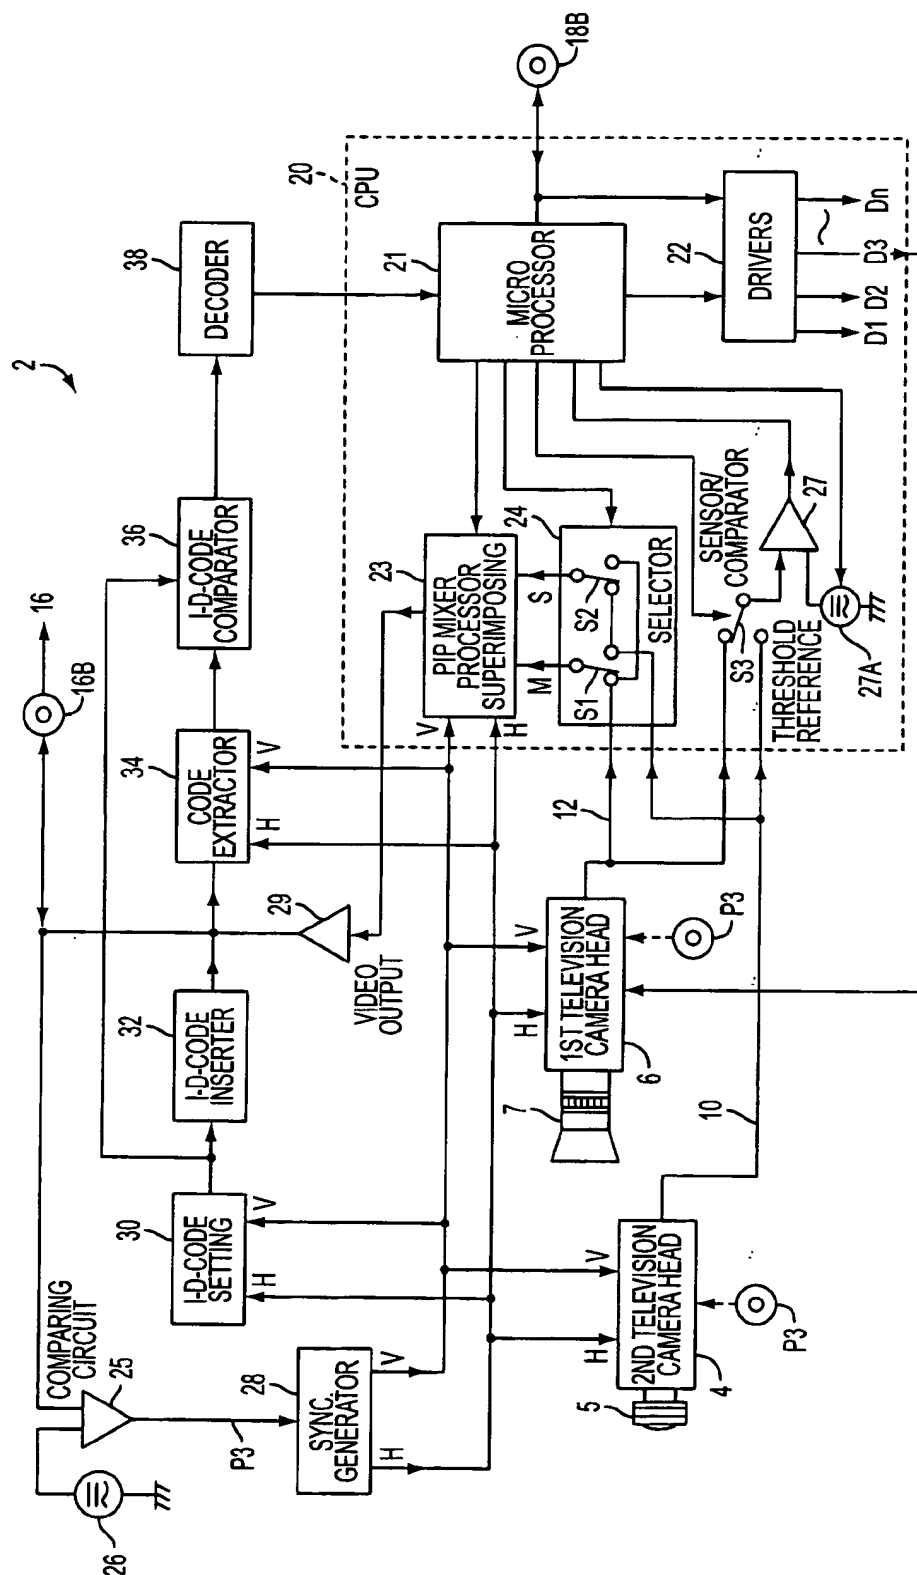 2
16
16B
18B
20
CPU
38
DECODER
36
I-D-CODE
COMPARATOR
34
CODE
EXTRACTOR
H
V
32
I-D-CODE
INSERTER
30
I-D-CODE
SETTING
H
V
COMPARING
CIRCUIT
25
26
P3
28
SYNC.
GENERATOR
H
V
VIDEO
OUTPUT
29
23
PIP MIXER
PROCESSOR
SUPERIMPOSING
V
H
M
S
21
MICRO
PROCESSOR
22
DRIVERS
D1
D2
D3
Dn
24
S1
S2
SELECTOR
SENSOR/
COMPARATOR
27
S3
THRESHOLD
REFERENCE
27A
12
10
7
1ST TELEVISION
CAMERA HEAD
H
V
6
P3
5
2ND TELEVISION
CAMERA HEAD
H
V
4
P3